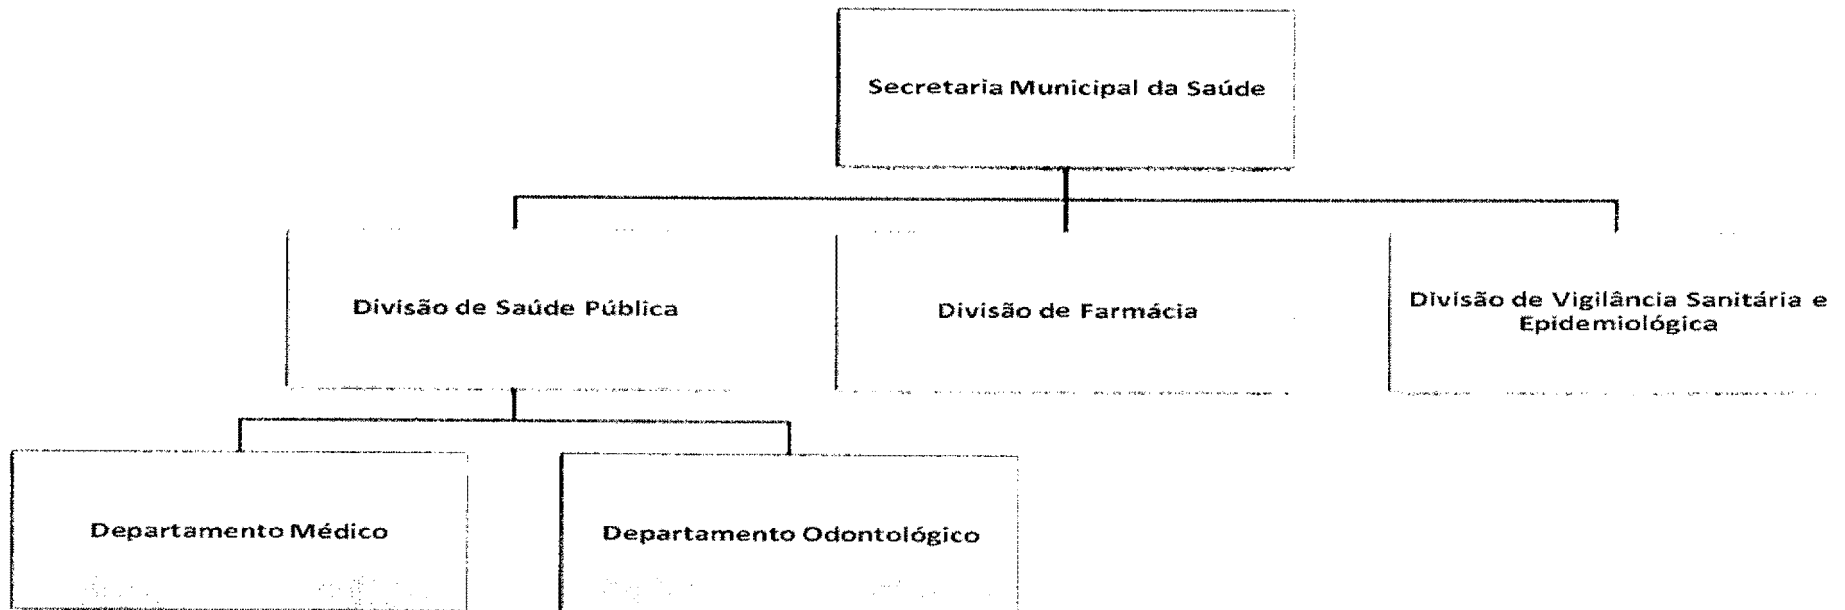 Secretaria Municipal da Saúde
Divisão de Saúde Pública
Divisão de Farmácia
Divisão de Vigilância Sanitária e
Epidemiológica
Departamento Médico
Departamento Odontológico